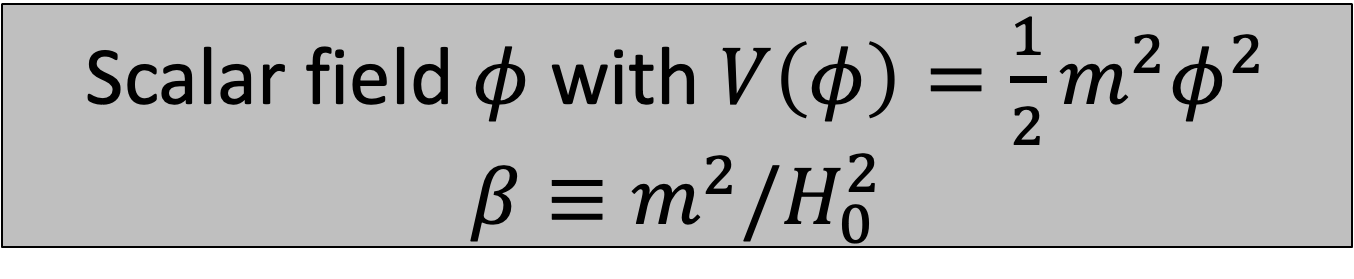 Scalar field 𝜙 with 𝑉(𝜙) = ½𝑚²𝜙²
𝛽 ≡ 𝑚²/𝐻₀²